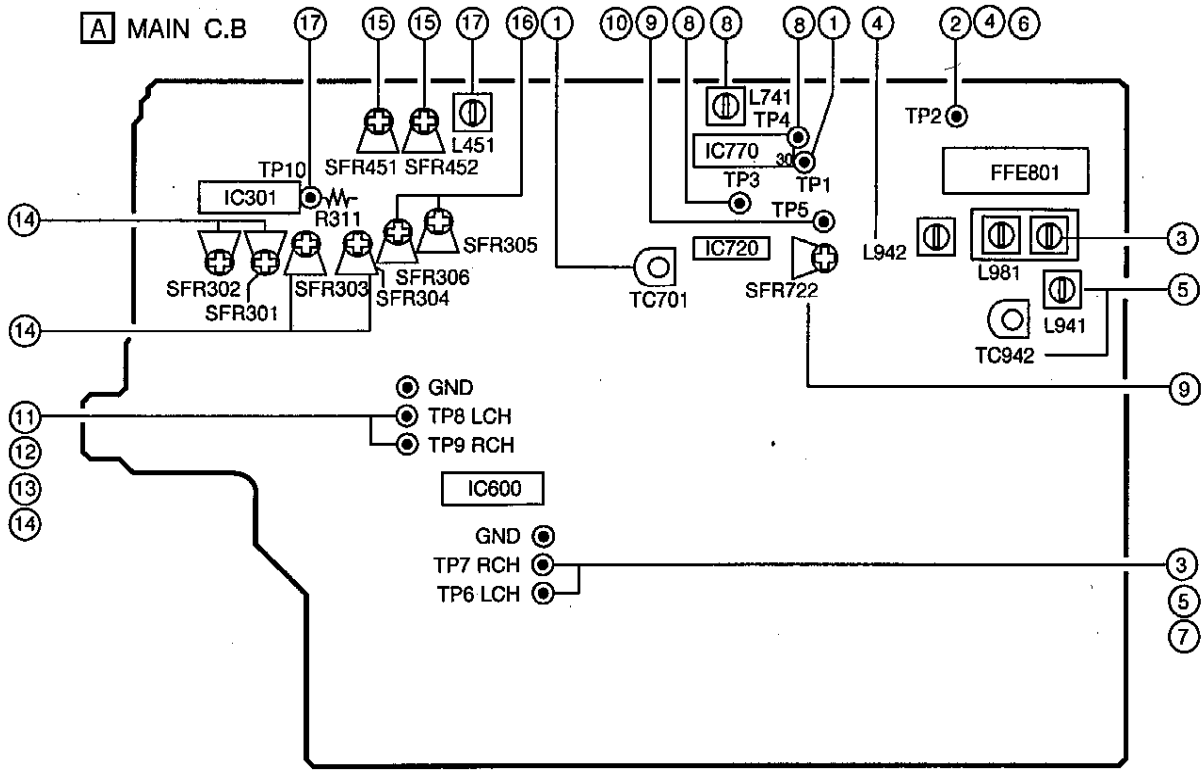 A MAIN C.B
17 15 15 17 16 1 10 9 8 8 8 1 4 2 4 6
L741
TP4
TP2
L451
SFR451 SFR452
IC770
30
TP1
FFE801
TP10
IC301
R311
TP3
TP5
14
SFR305
IC720
L942
L981
3
SFR306
SFR302
SFR301
SFR303
SFR304
TC701
SFR722
5
L941
14
TC942
GND
9
11
TP8 LCH
12
TP9 RCH
13
IC600
14
GND
TP7 RCH
3
TP6 LCH
5
7